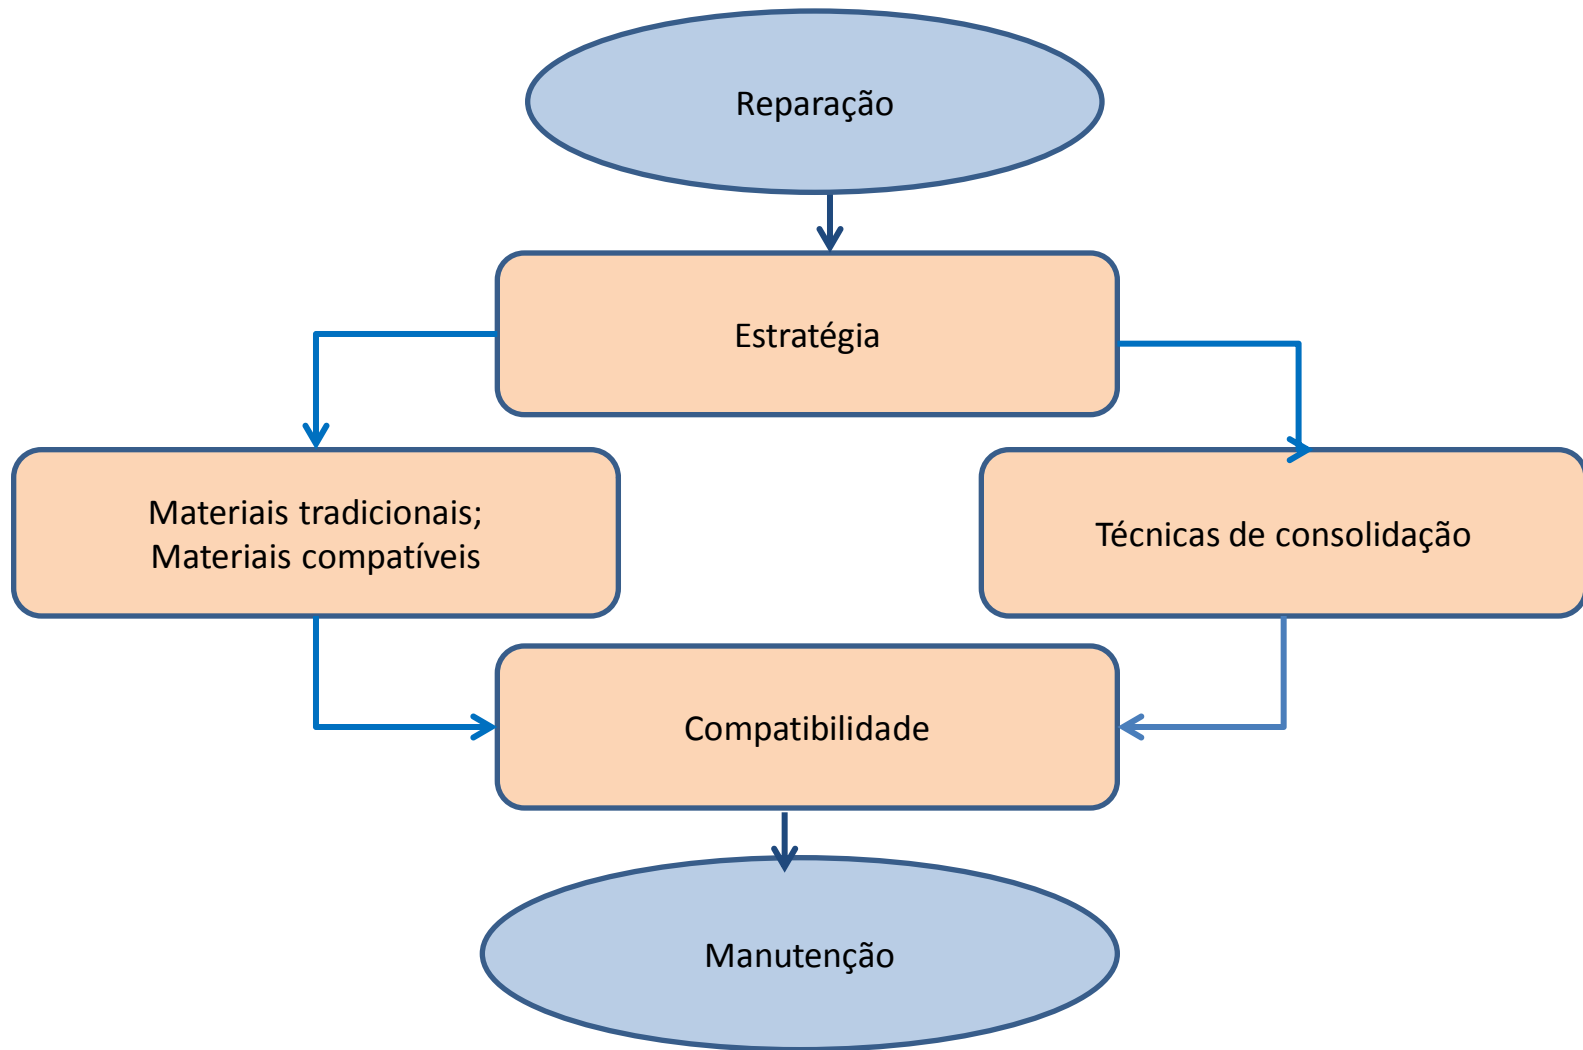 Reparação
Estratégia
Materiais tradicionais;
Materiais compatíveis
Técnicas de consolidação
Compatibilidade
Manutenção